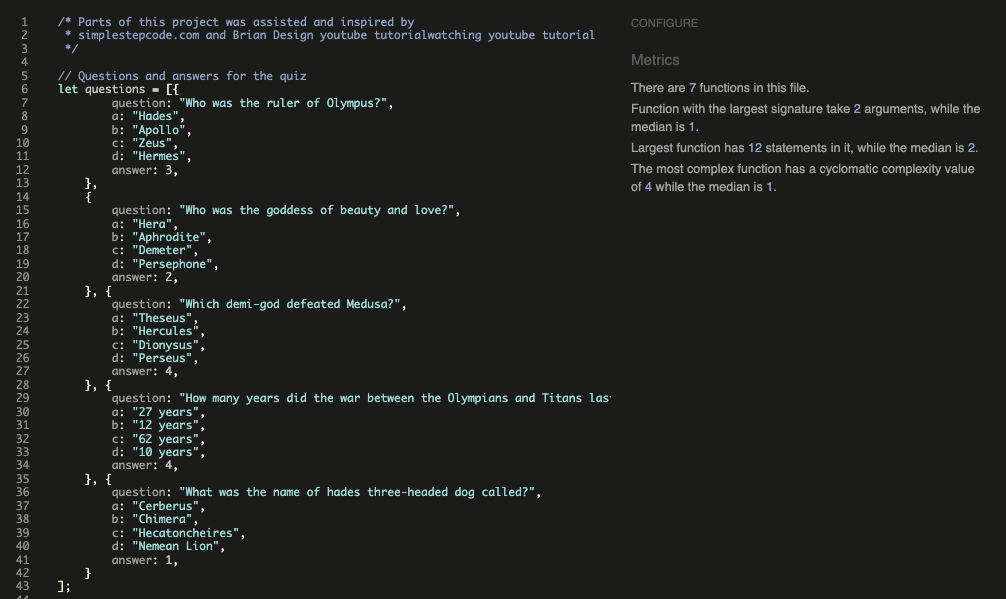 1 /* Parts of this project was assisted and inspired by
2 * simplestepcode.com and Brian Design youtube tutorialwatching youtube tutorial
3 */
4
5 // Questions and answers for the quiz
6 let questions = [{
7 question: "Who was the ruler of Olympus?",
8 a: "Hades",
9 b: "Apollo",
10 c: "Zeus",
11 d: "Hermes",
12 answer: 3,
13 },
14 {
15 question: "Who was the goddess of beauty and love?",
16 a: "Hera",
17 b: "Aphrodite",
18 c: "Demeter",
19 d: "Persephone",
20 answer: 2,
21 }, {
22 question: "Which demi-god defeated Medusa?",
23 a: "Theseus",
24 b: "Hercules",
25 c: "Dionysus",
26 d: "Perseus",
27 answer: 4,
28 }, {
29 question: "How many years did the war between the Olympians and Titans las
30 a: "27 years",
31 b: "12 years",
32 c: "62 years",
33 d: "10 years",
34 answer: 4,
35 }, {
36 question: "What was the name of hades three-headed dog called?",
37 a: "Cerberus",
38 b: "Chimera",
39 c: "Hecatoncheires",
40 d: "Nemean Lion",
41 answer: 1,
42 }
43 ];
CONFIGURE
Metrics
There are 7 functions in this file.
Function with the largest signature take 2 arguments, while the
median is 1.
Largest function has 12 statements in it, while the median is 2.
The most complex function has a cyclomatic complexity value
of 4 while the median is 1.